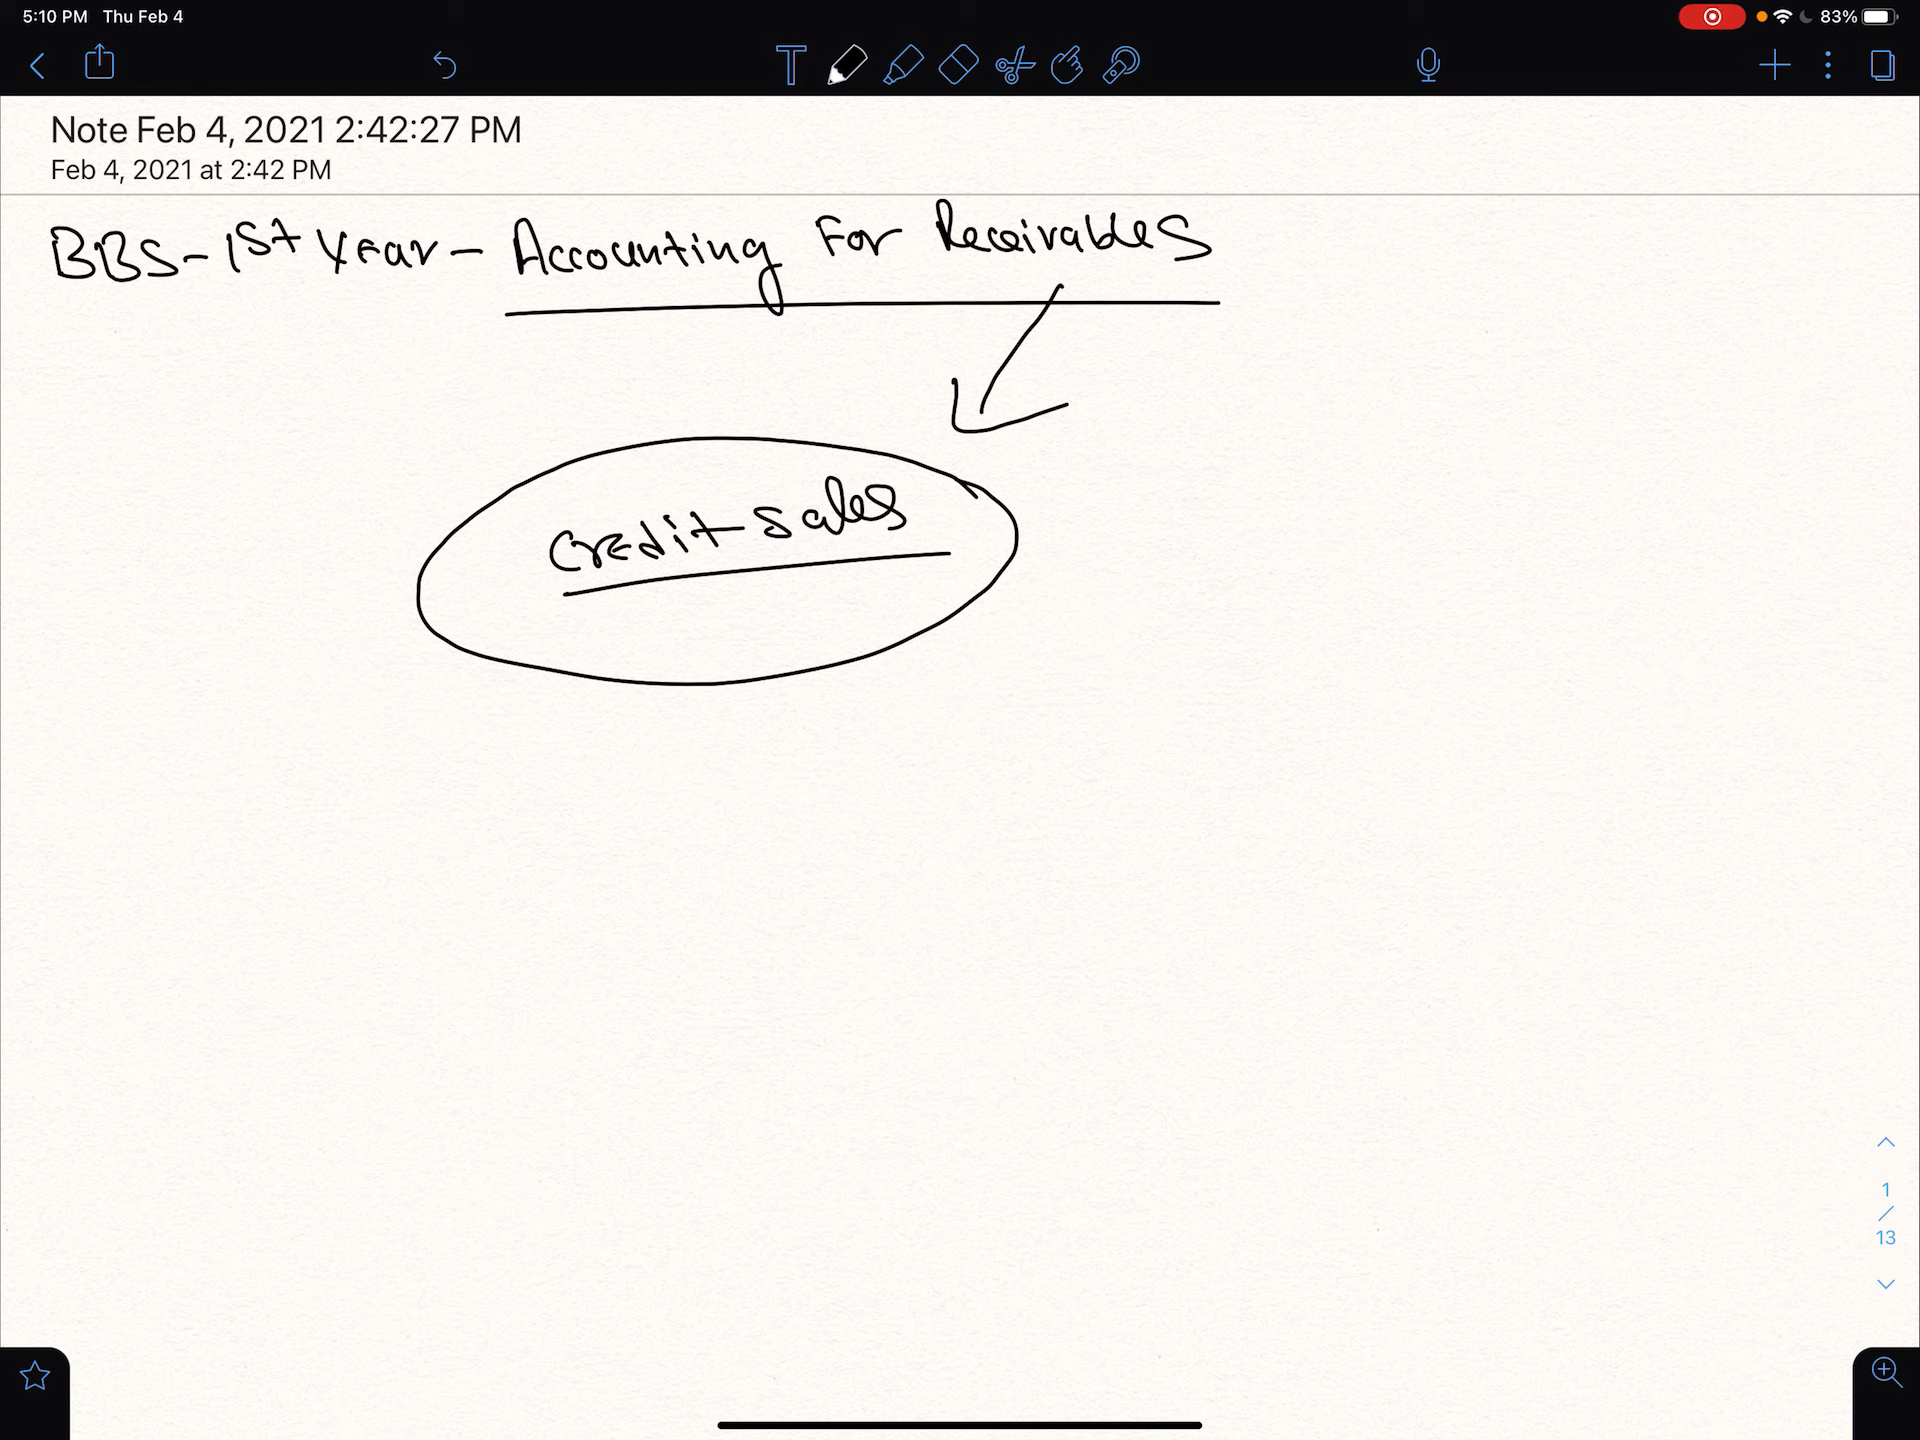 5:10 PM Thu Feb 4
83%
T
Note Feb 4, 2021 2:42:27 PM
Feb 4, 2021 at 2:42 PM
BBS-1st Year- Accounting For Receivables
credit-sales
1
/
13